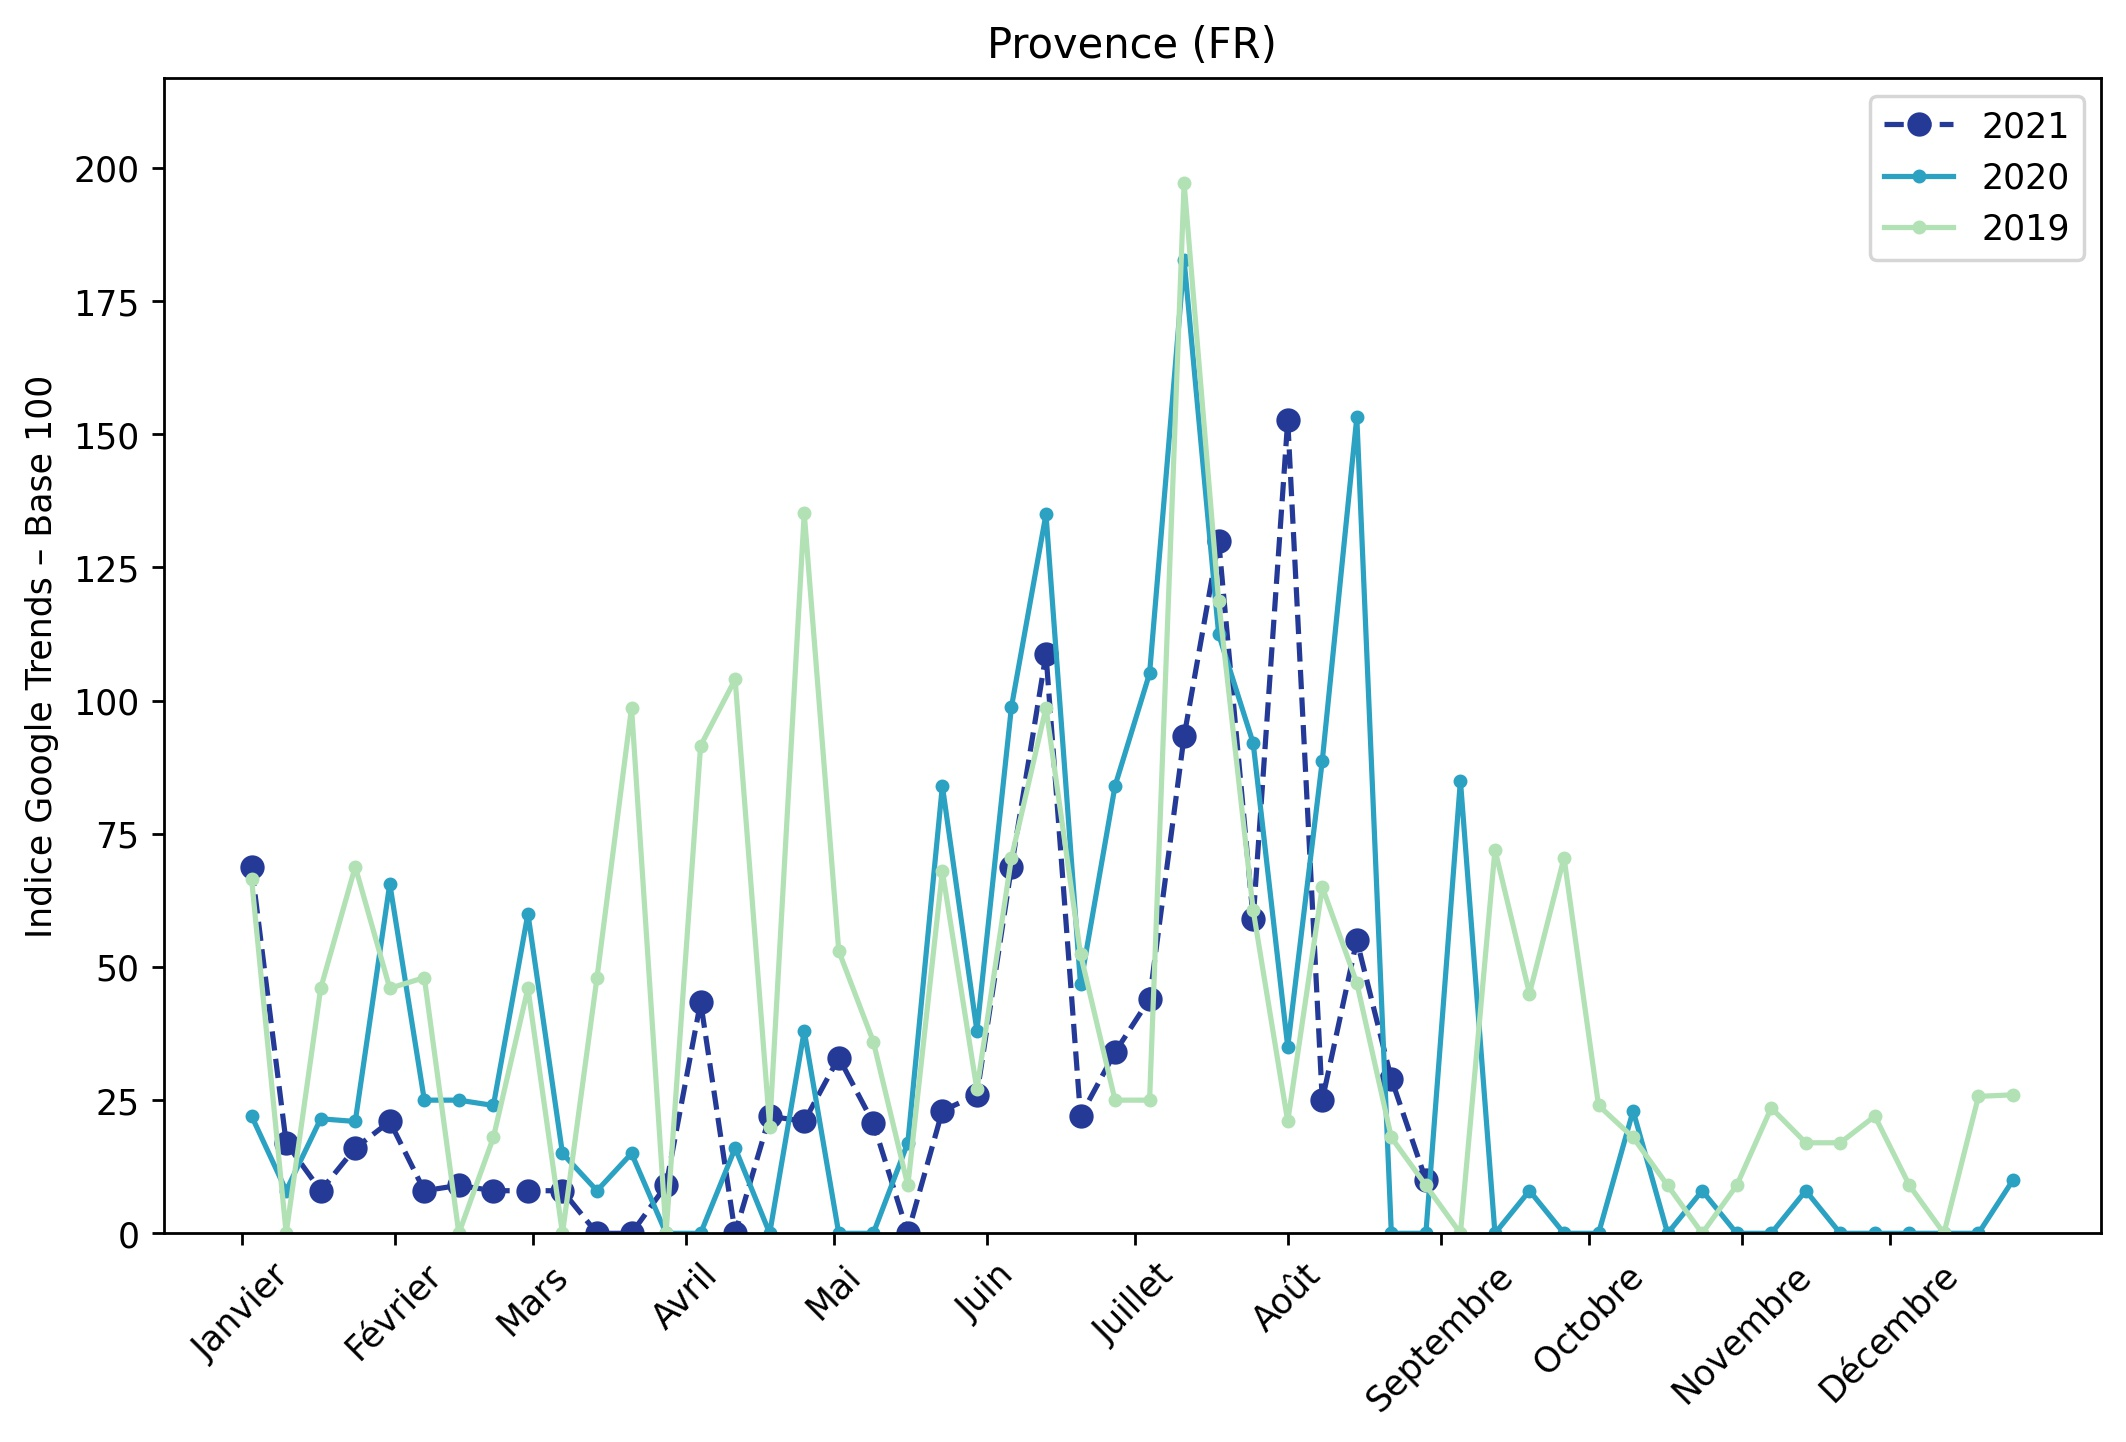 Provence (FR)
2021
2020
2019
Indice Google Trends – Base 100
200
175
150
125
100
75
50
25
0
Janvier
Février
Mars
Avril
Mai
Juin
Juillet
Août
Septembre
Octobre
Novembre
Décembre